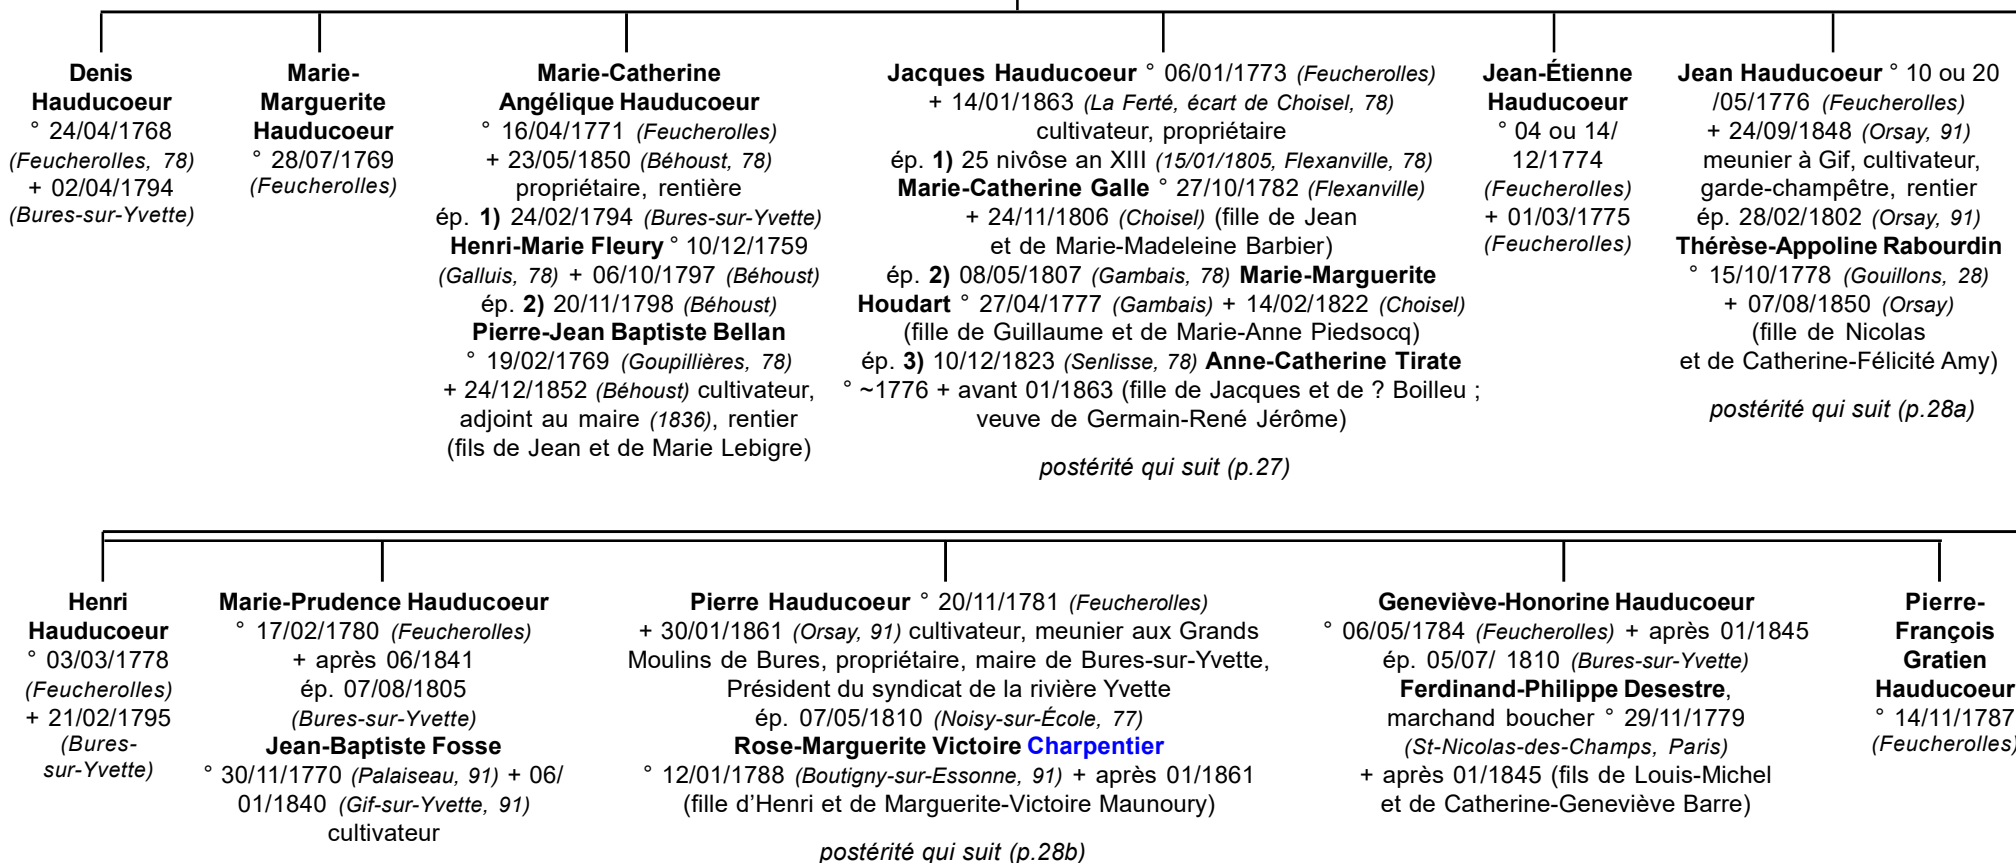 Denis
Hauducoeur
° 24/04/1768
(Feucherolles, 78)
+ 02/04/1794
(Bures-sur-Yvette)
Marie-
Marguerite
Hauducoeur
° 28/07/1769
(Feucherolles)
Marie-Catherine
Angélique Hauducoeur
° 16/04/1771 (Feucherolles)
+ 23/05/1850 (Béhoust, 78)
propriétaire, rentière
ép. 1) 24/02/1794 (Bures-sur-Yvette)
Henri-Marie Fleury ° 10/12/1759
(Galluis, 78) + 06/10/1797 (Béhoust)
ép. 2) 20/11/1798 (Béhoust)
Pierre-Jean Baptiste Bellan
° 19/02/1769 (Goupillières, 78)
+ 24/12/1852 (Béhoust) cultivateur,
adjoint au maire (1836), rentier
(fils de Jean et de Marie Lebigre)
Jacques Hauducoeur ° 06/01/1773 (Feucherolles)
+ 14/01/1863 (La Ferté, écart de Choisel, 78)
cultivateur, propriétaire
ép. 1) 25 nivôse an XIII (15/01/1805, Flexanville, 78)
Marie-Catherine Galle ° 27/10/1782 (Flexanville)
+ 24/11/1806 (Choisel) (fille de Jean
et de Marie-Madeleine Barbier)
ép. 2) 08/05/1807 (Gambais, 78) Marie-Marguerite
Houdart ° 27/04/1777 (Gambais) + 14/02/1822 (Choisel)
(fille de Guillaume et de Marie-Anne Piedsocq)
ép. 3) 10/12/1823 (Senlisse, 78) Anne-Catherine Tirate
° ~1776 + avant 01/1863 (fille de Jacques et de ? Boilleu ;
veuve de Germain-René Jérôme)
postérité qui suit (p.27)
Jean-Étienne
Hauducoeur
° 04 ou 14/
12/1774
(Feucherolles)
+ 01/03/1775
(Feucherolles)
Jean Hauducoeur ° 10 ou 20
/05/1776 (Feucherolles)
+ 24/09/1848 (Orsay, 91)
meunier à Gif, cultivateur,
garde-champêtre, rentier
ép. 28/02/1802 (Orsay, 91)
Thérèse-Appoline Rabourdin
° 15/10/1778 (Gouillons, 28)
+ 07/08/1850 (Orsay)
(fille de Nicolas
et de Catherine-Félicité Amy)
postérité qui suit (p.28a)
Henri
Hauducoeur
° 03/03/1778
(Feucherolles)
+ 21/02/1795
(Bures-
sur-Yvette)
Marie-Prudence Hauducoeur
° 17/02/1780 (Feucherolles)
+ après 06/1841
ép. 07/08/1805
(Bures-sur-Yvette)
Jean-Baptiste Fosse
° 30/11/1770 (Palaiseau, 91) + 06/
01/1840 (Gif-sur-Yvette, 91)
cultivateur
Pierre Hauducoeur ° 20/11/1781 (Feucherolles)
+ 30/01/1861 (Orsay, 91) cultivateur, meunier aux Grands
Moulins de Bures, propriétaire, maire de Bures-sur-Yvette,
Président du syndicat de la rivière Yvette
ép. 07/05/1810 (Noisy-sur-École, 77)
Rose-Marguerite Victoire Charpentier
° 12/01/1788 (Boutigny-sur-Essonne, 91) + après 01/1861
(fille d'Henri et de Marguerite-Victoire Maunoury)
postérité qui suit (p.28b)
Geneviève-Honorine Hauducoeur
° 06/05/1784 (Feucherolles) + après 01/1845
ép. 05/07/ 1810 (Bures-sur-Yvette)
Ferdinand-Philippe Desestre,
marchand boucher ° 29/11/1779
(St-Nicolas-des-Champs, Paris)
+ après 01/1845 (fils de Louis-Michel
et de Catherine-Geneviève Barre)
Pierre-
François
Gratien
Hauducoeur
° 14/11/1787
(Feucherolles)